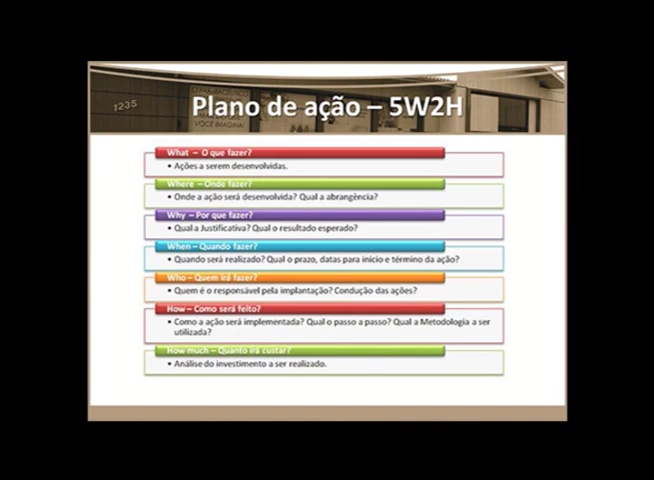 1235
Plano de ação – 5W2H
VOCÊ IMAGINA!
What – O que fazer?
• Ações a serem desenvolvidas.
Where – Onde fazer?
• Onde a ação será desenvolvida? Qual a abrangência?
Why – Por que fazer?
• Qual a Justificativa? Qual o resultado esperado?
When – Quando fazer?
• Quando será realizado? Qual o prazo, datas para início e término da ação?
Who – Quem irá fazer?
• Quem é o responsável pela implantação? Condução das ações?
How – Como será feito?
• Como a ação será implementada? Qual o passo a passo? Qual a Metodologia a ser
utilizada?
How much – Quanto irá custar?
• Análise do investimento a ser realizado.